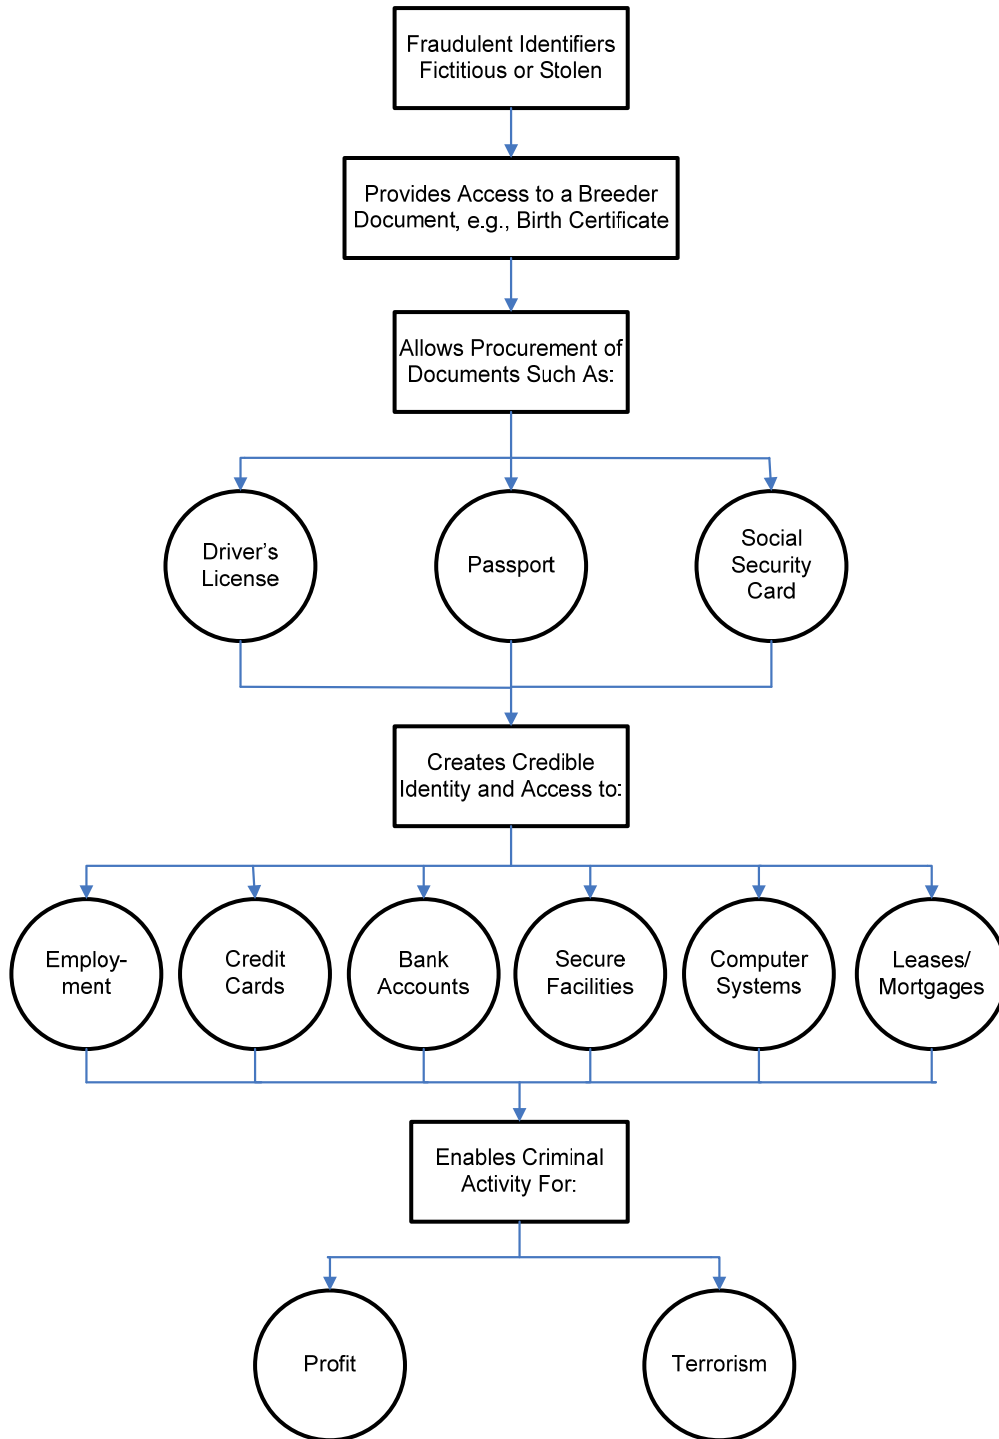 Fraudulent Identifiers
Fictitious or Stolen
Provides Access to a Breeder
Document, e.g., Birth Certificate
Allows Procurement of
Documents Such As:
Driver’s
License
Passport
Social
Security
Card
Creates Credible
Identity and Access to:
Employ-
ment
Credit
Cards
Bank
Accounts
Secure
Facilities
Computer
Systems
Leases/
Mortgages
Enables Criminal
Activity For:
Profit
Terrorism